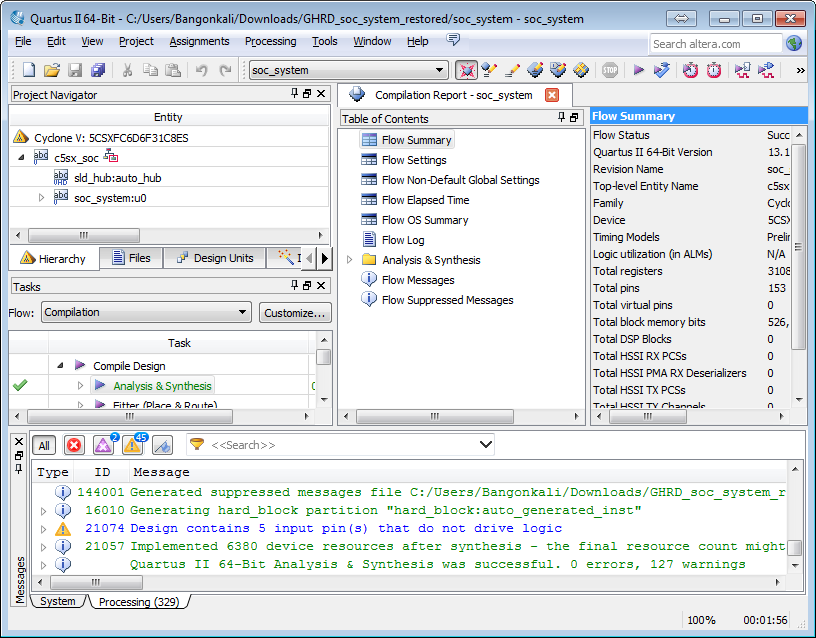 Quartus II 64-Bit - C:/Users/Bangonkali/Downloads/GHRD_soc_system_restored/soc_system - soc_system
File Edit View Project Assignments Processing Tools Window Help
Search altera.com
soc_system
STOP
»
Project Navigator
Entity
Cyclone V: 5CSXFC6D6F31C8ES
c5sx_soc
sld_hub:auto_hub
soc_system:u0
Hierarchy Files Design Units
Tasks
Flow: Compilation Customize...
Task
Compile Design
Analysis & Synthesis
Fitter (Place & Route)
Compilation Report - soc_system
Table of Contents
Flow Summary
Flow Settings
Flow Non-Default Global Settings
Flow Elapsed Time
Flow OS Summary
Flow Log
Analysis & Synthesis
Flow Messages
Flow Suppressed Messages
Flow Summary
Flow Status Succ
Quartus II 64-Bit Version 13.1
Revision Name soc_
Top-level Entity Name c5sx
Family Cyclo
Device 5CSX
Timing Models Prelin
Logic utilization (in ALMs) N/A
Total registers 3108
Total pins 153
Total virtual pins 0
Total block memory bits 526,
Total DSP Blocks 0
Total HSSI RX PCSs 0
Total HSSI PMA RX Deserializers 0
Total HSSI TX PCSs 0
Total HSSI TX Channels 0
All 2 45 <<Search>>
Type ID Message
144001 Generated suppressed messages file C:/Users/Bangonkali/Downloads/GHRD_soc_system_r
16010 Generating hard_block partition "hard_block:auto_generated_inst"
21074 Design contains 5 input pin(s) that do not drive logic
21057 Implemented 6380 device resources after synthesis - the final resource count might
Quartus II 64-Bit Analysis & Synthesis was successful. 0 errors, 127 warnings
Messages
System Processing (329)
100% 00:01:56